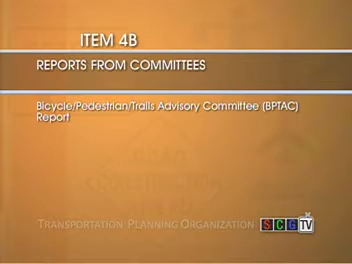 ITEM 4B
REPORTS FROM COMMITTEES
Bicycle/Pedestrian/Trails Advisory Committee (BPTAC)
Report
TRANSPORTATION PLANNING ORGANIZATION SCGTV